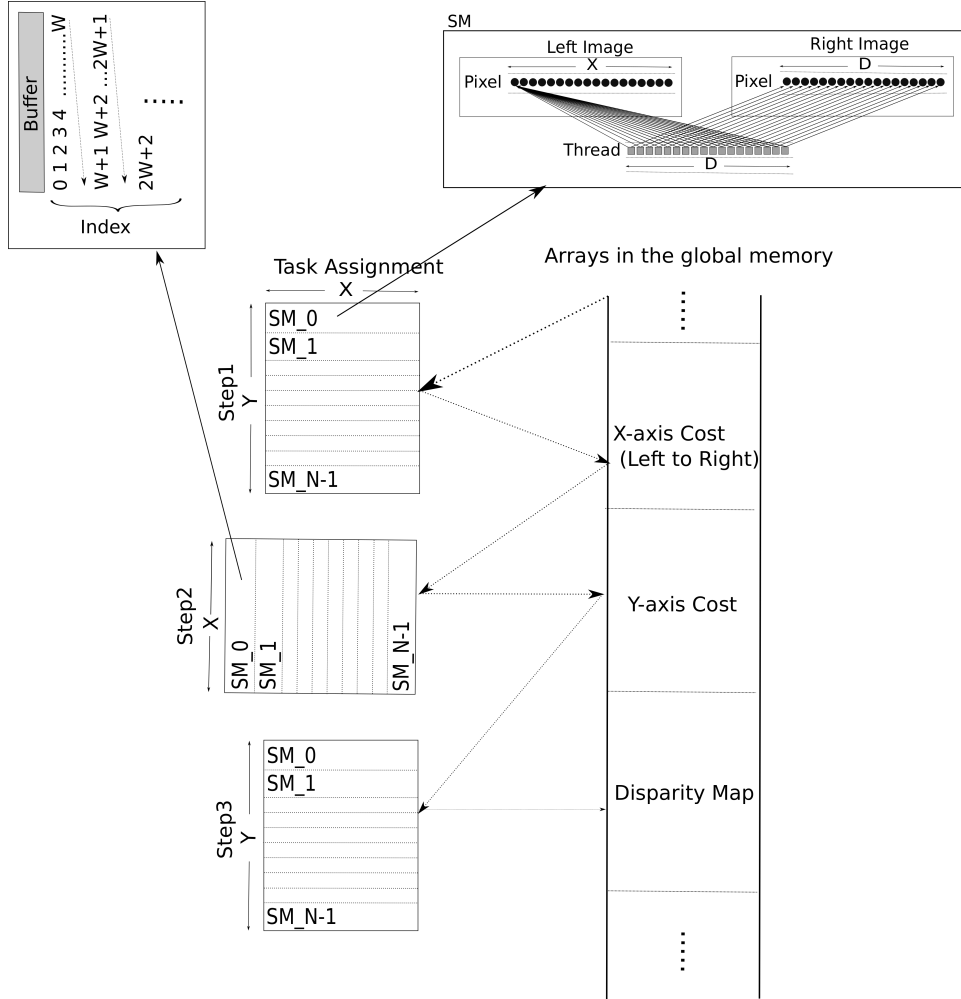 Buffer
0 1 2 3 4 ..........W
W+1 W+2 ...2W+1
2W+2
.....
Index
SM
Left Image
X
Pixel
Right Image
D
Pixel
Thread
D
Task Assignment
X
SM_0
SM_1
SM_N-1
Step1
Y
Arrays in the global memory
X-axis Cost
(Left to Right)
Y-axis Cost
Disparity Map
Step2
X
SM_0
SM_1
SM_N-1
Step3
Y
SM_0
SM_1
SM_N-1